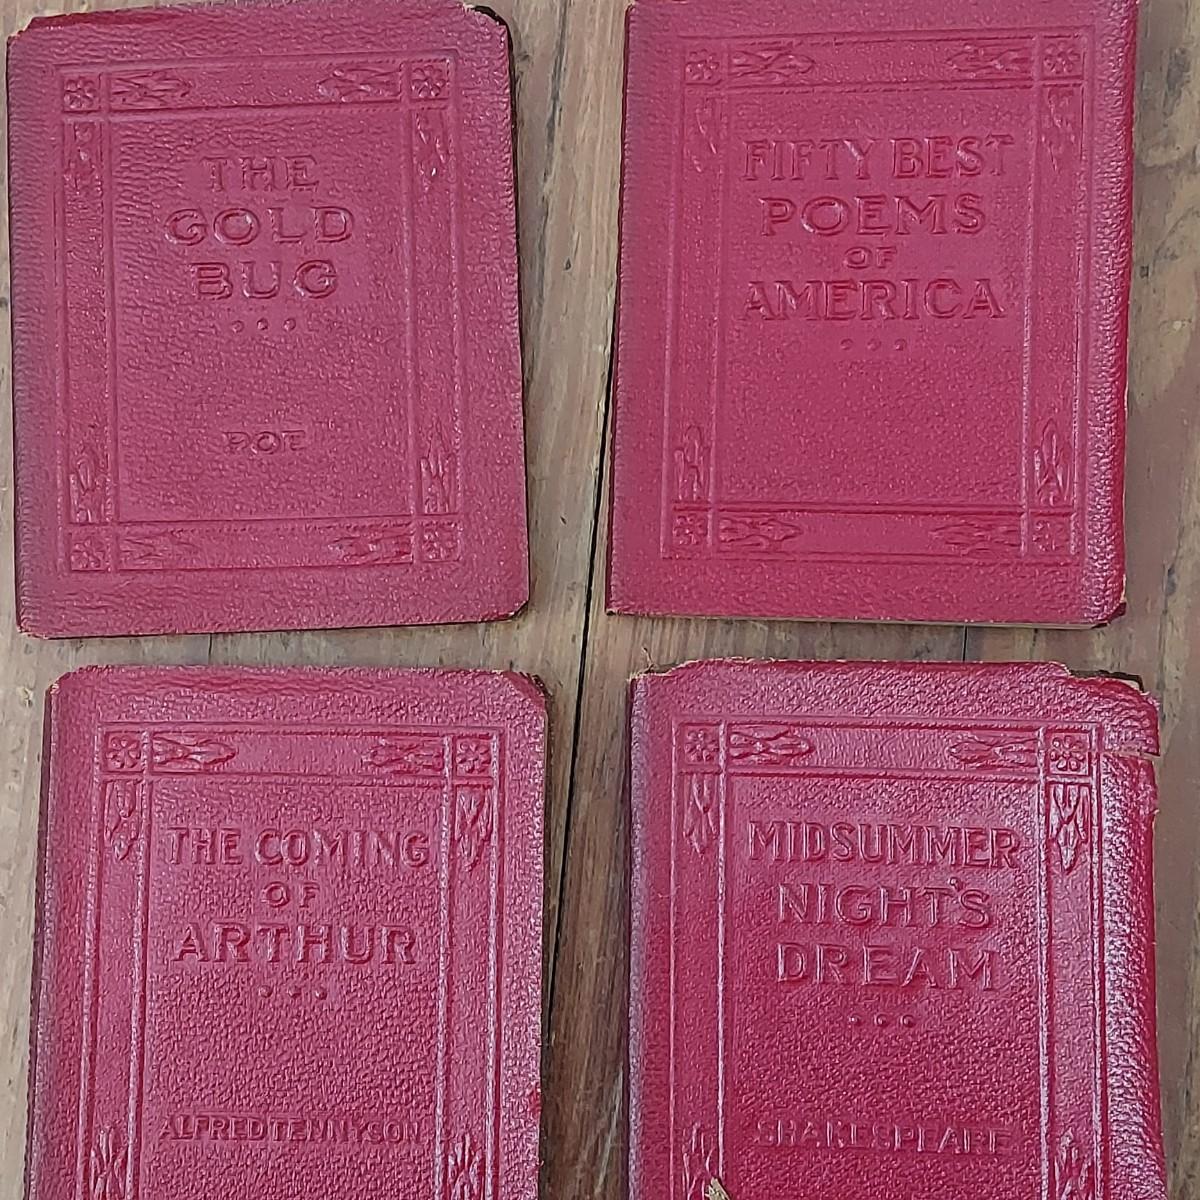 THE
GOLD
BUG
POE
FIFTY BEST
POEMS
OF
AMERICA
THE COMING
OF
ARTHUR
ALFRED TENNYSON
MIDSUMMER
NIGHT'S
DREAM
SHAKESPEARE